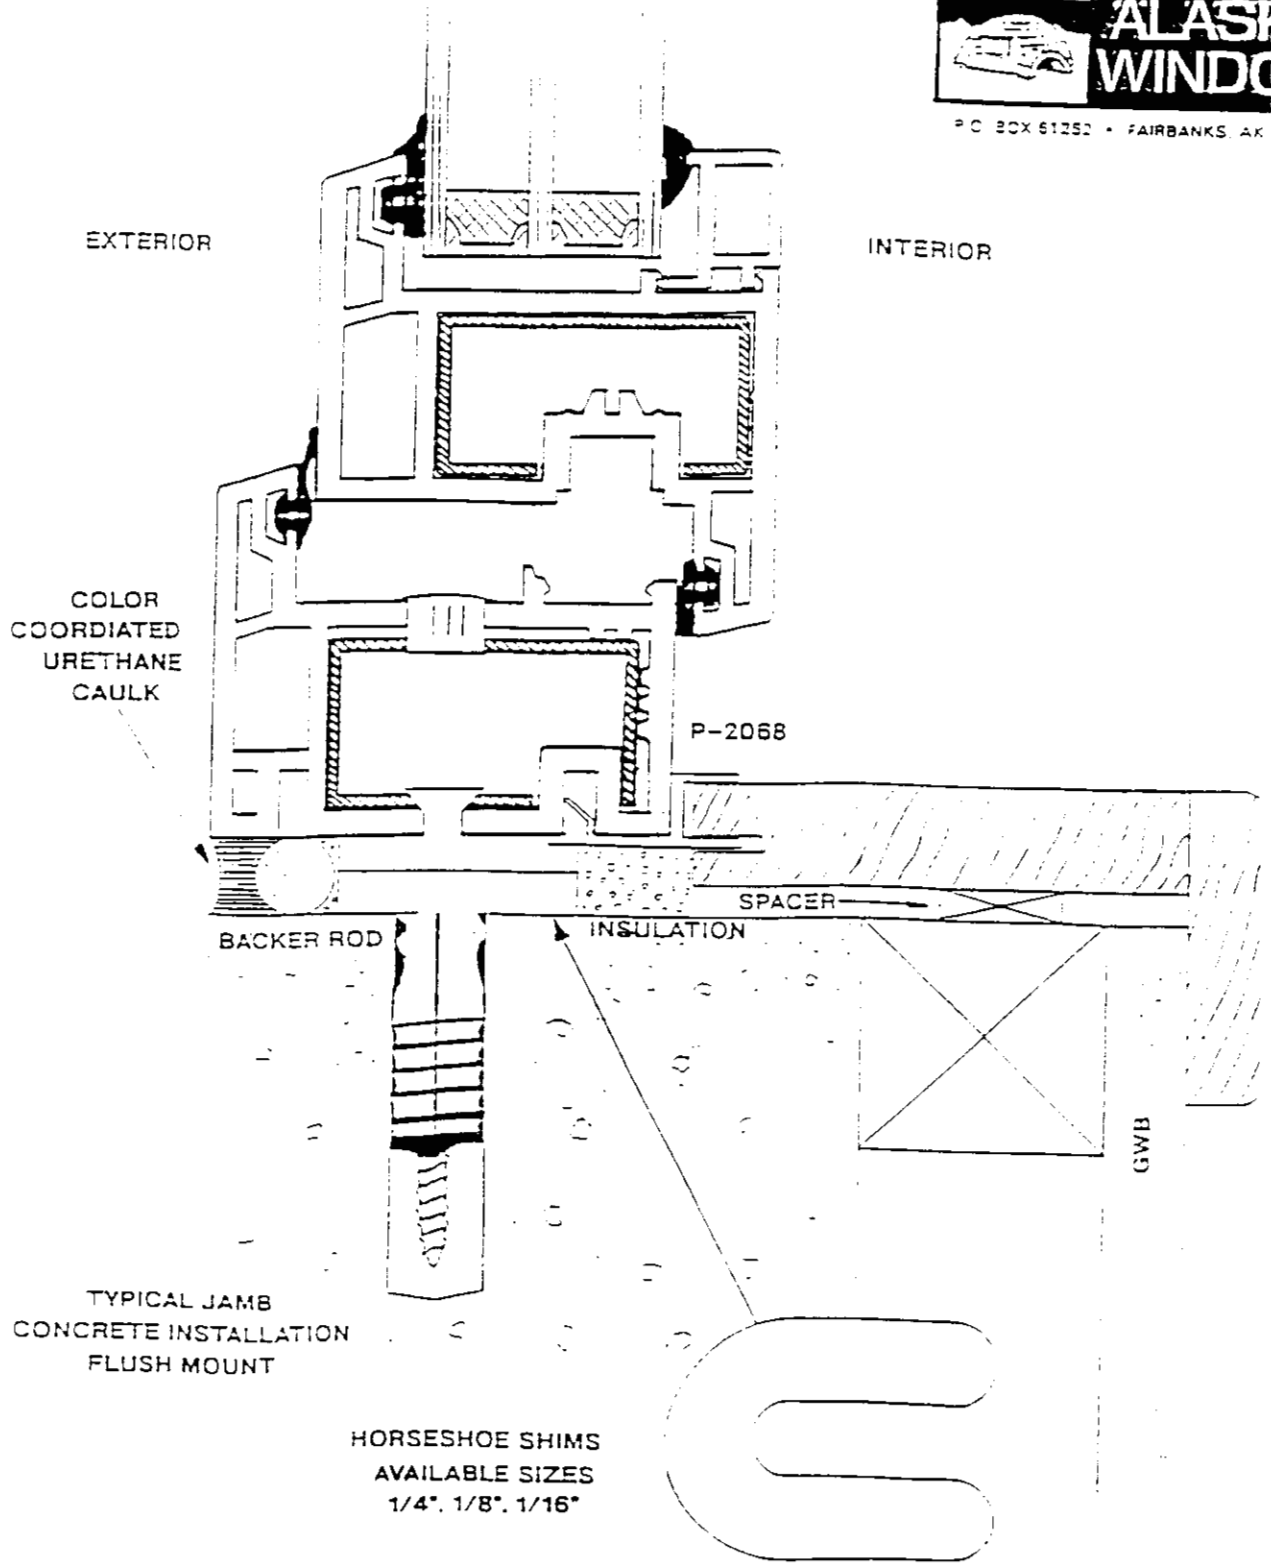 WINDO
P.O. BOX 61252 • FAIRBANKS, AK
EXTERIOR
INTERIOR
COLOR
COORDIATED
URETHANE
CAULK
P-2068
SPACER
BACKER ROD
INSULATION
GWB
TYPICAL JAMB
CONCRETE INSTALLATION
FLUSH MOUNT
HORSESHOE SHIMS
AVAILABLE SIZES
1/4", 1/8", 1/16"